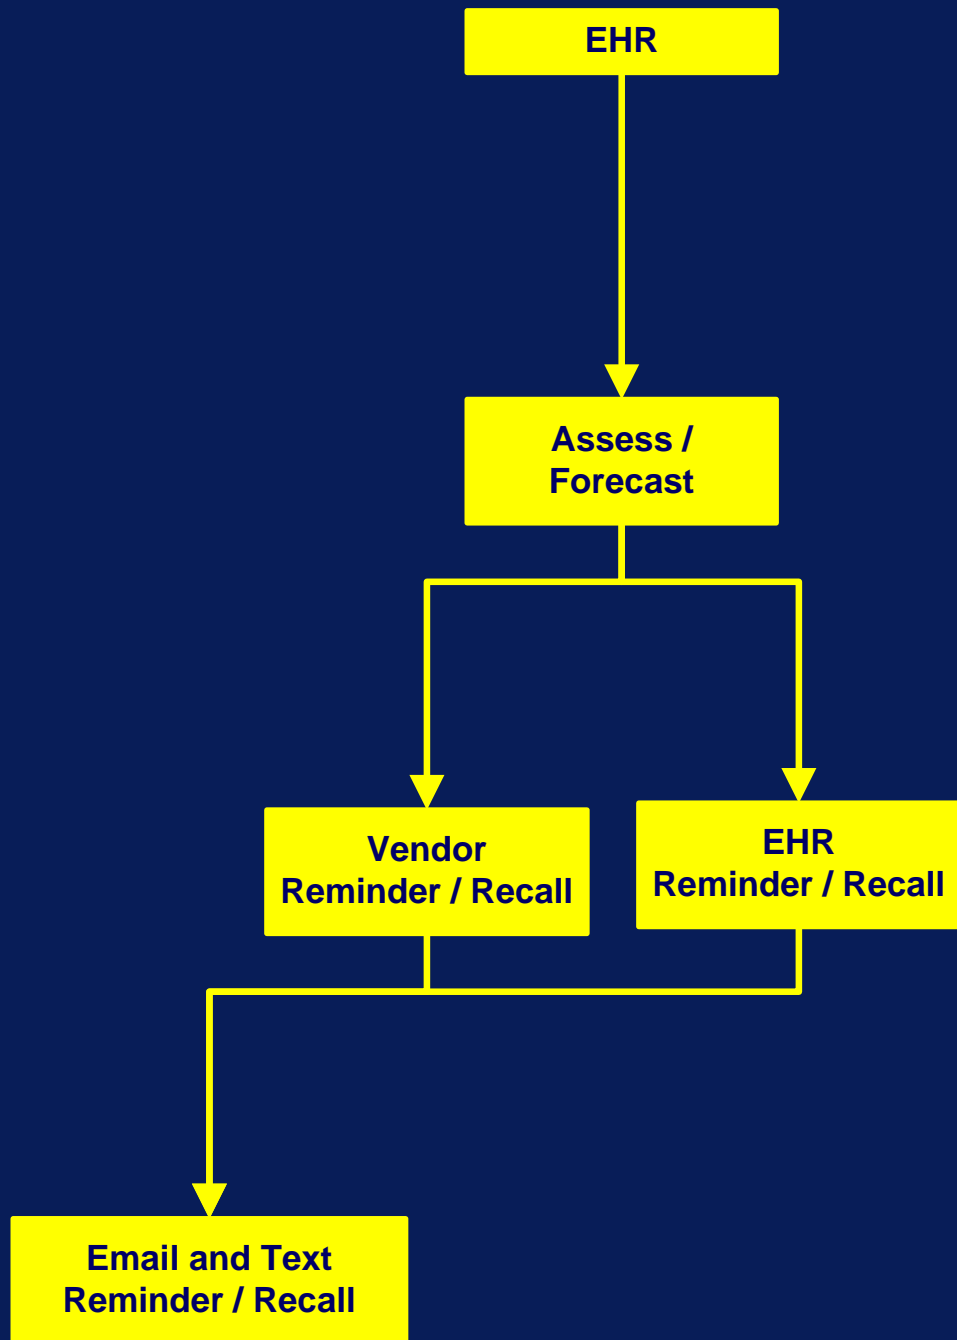 EHR
Assess /
Forecast
Vendor
Reminder / Recall
EHR
Reminder / Recall
Email and Text
Reminder / Recall